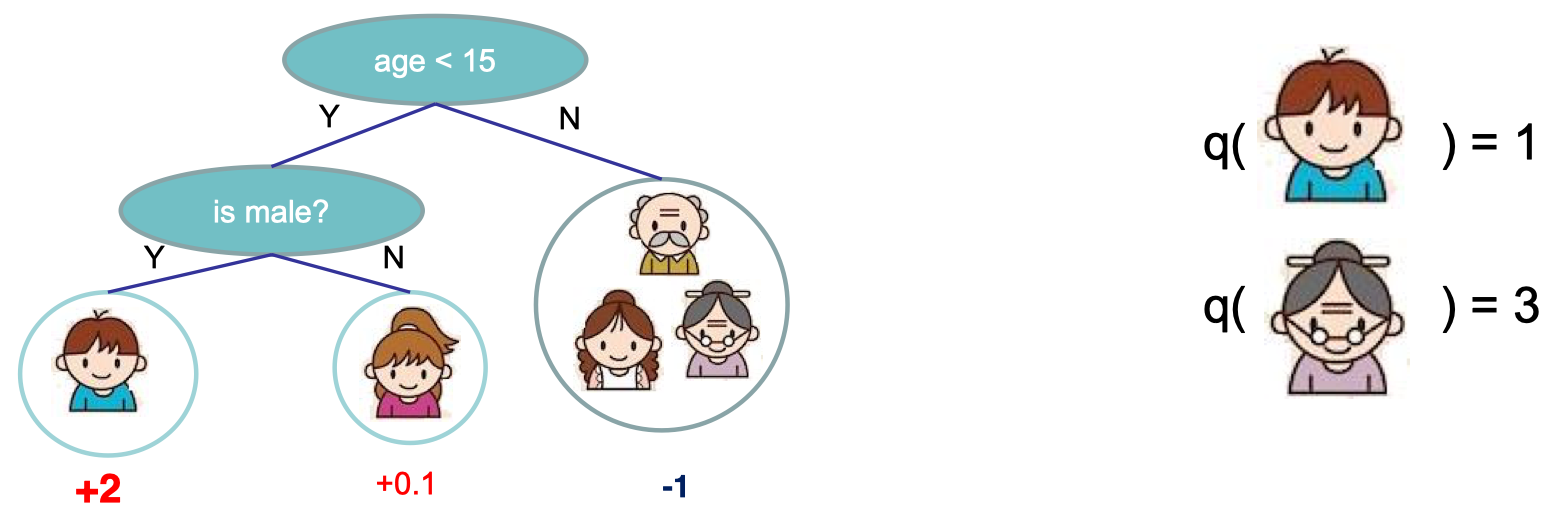 age < 15
Y
N
is male?
Y
N
+2
+0.1
-1
q( ) = 1
q( ) = 3